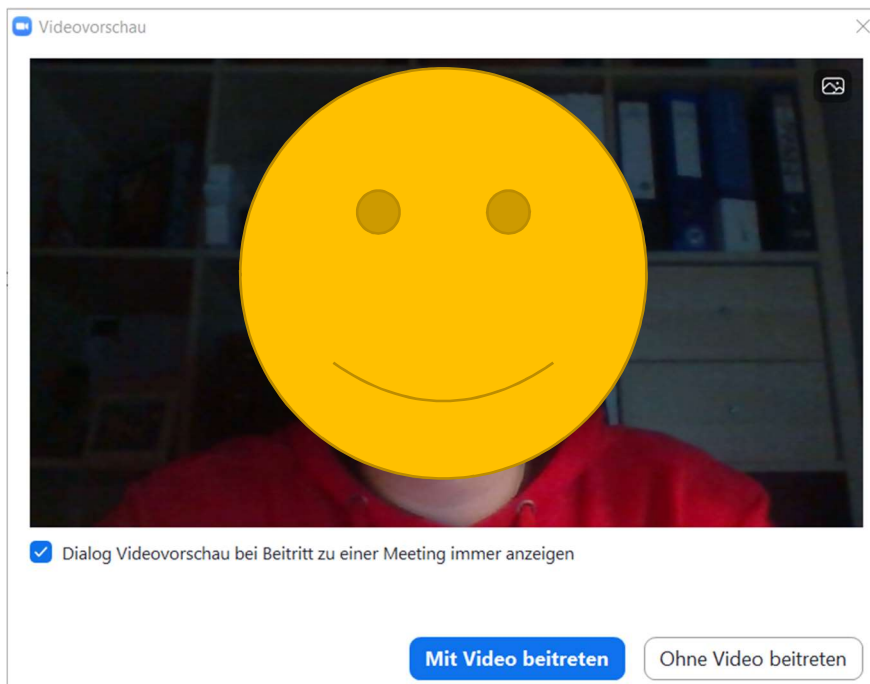 Videovorschau
Dialog Videovorschau bei Beitritt zu einer Meeting immer anzeigen
Mit Video beitreten
Ohne Video beitreten